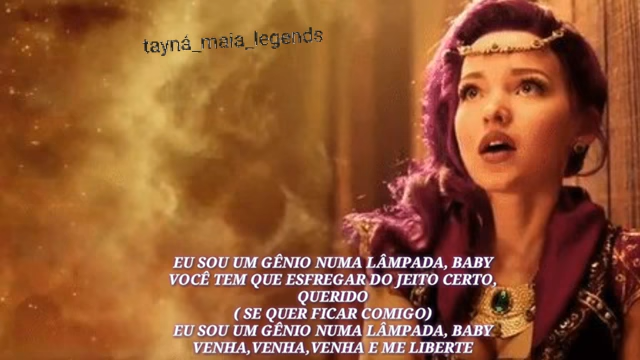 tayná_maia_legends
EU SOU UM GÊNIO NUMA LÂMPADA, BABY
VOCÊ TEM QUE ESFREGAR DO JEITO CERTO,
QUERIDO
( SE QUER FICAR COMIGO)
EU SOU UM GÊNIO NUMA LÂMPADA, BABY
VENHA,VENHA,VENHA E ME LIBERTE